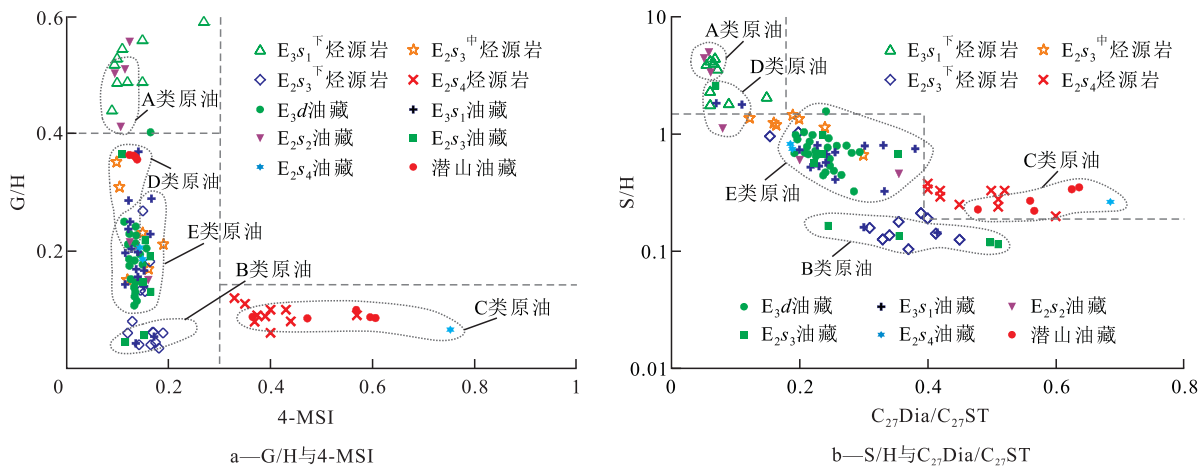 0.6
0.4
0.2
0
0.2
0.4
0.6
0.8
1
G/H
4-MSI
E₃s₁下烃源岩
E₂s₃中烃源岩
E₂s₃下烃源岩
E₂s₄烃源岩
E₃d油藏
E₃s₁油藏
E₂s₂油藏
E₂s₃油藏
E₂s₄油藏
潜山油藏
A类原油
D类原油
E类原油
B类原油
C类原油
a—G/H与4-MSI
10
1
0.1
0.01
0
0.2
0.4
0.6
0.8
S/H
C₂₇Dia/C₂₇ST
A类原油
D类原油
E₃s₁下烃源岩
E₂s₃中烃源岩
E₂s₃下烃源岩
E₂s₄烃源岩
C类原油
E类原油
B类原油
E₃d油藏
E₃s₁油藏
E₂s₂油藏
E₂s₃油藏
E₂s₄油藏
潜山油藏
b—S/H与C₂₇Dia/C₂₇ST